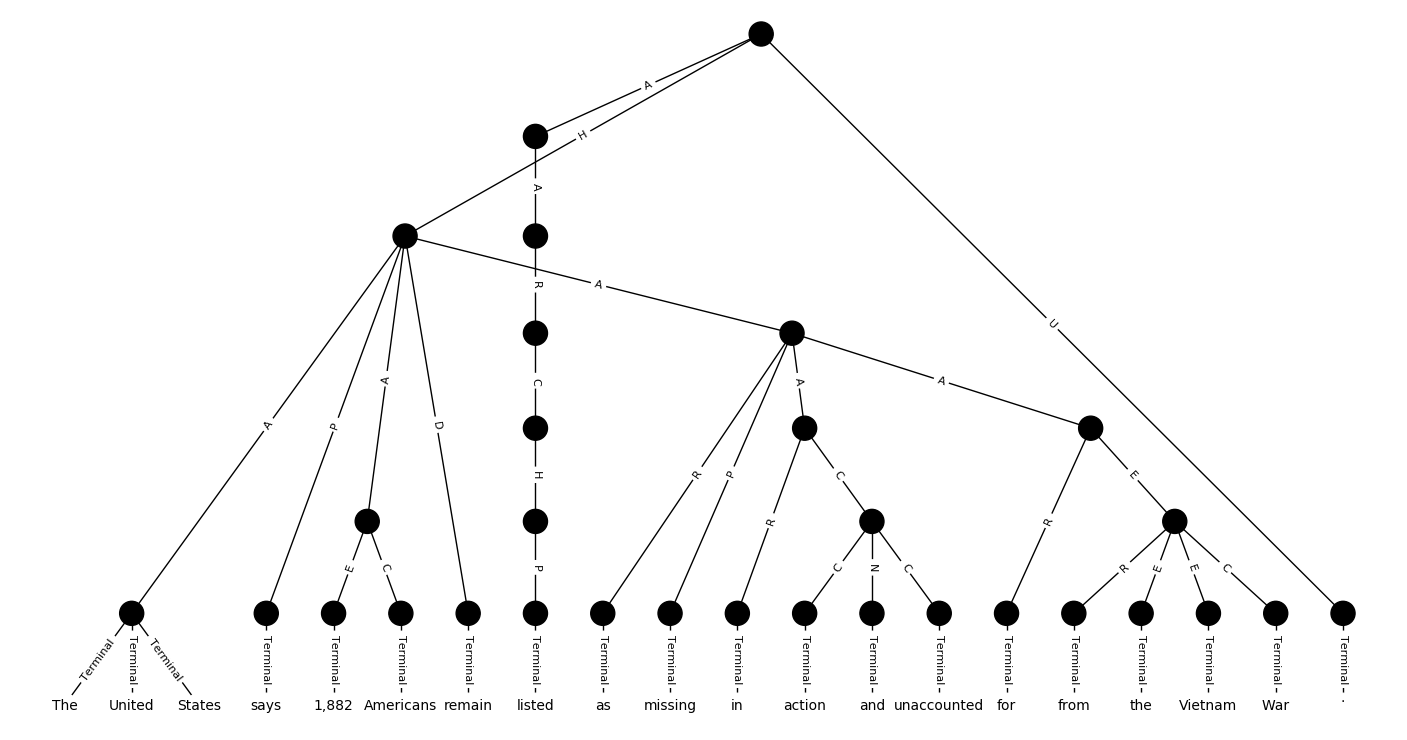 A
H
A
U
R
A
A
A
A
P
A
D
C
A
C
R
P
H
E
R
R
E
C
P
C
N
C
R
E
E
C
Terminal Terminal Terminal Terminal Terminal Terminal Terminal Terminal Terminal Terminal Terminal Terminal Terminal Terminal Terminal Terminal Terminal Terminal Terminal Terminal
The United States says 1,882 Americans remain listed as missing in action and unaccounted for from the Vietnam War .